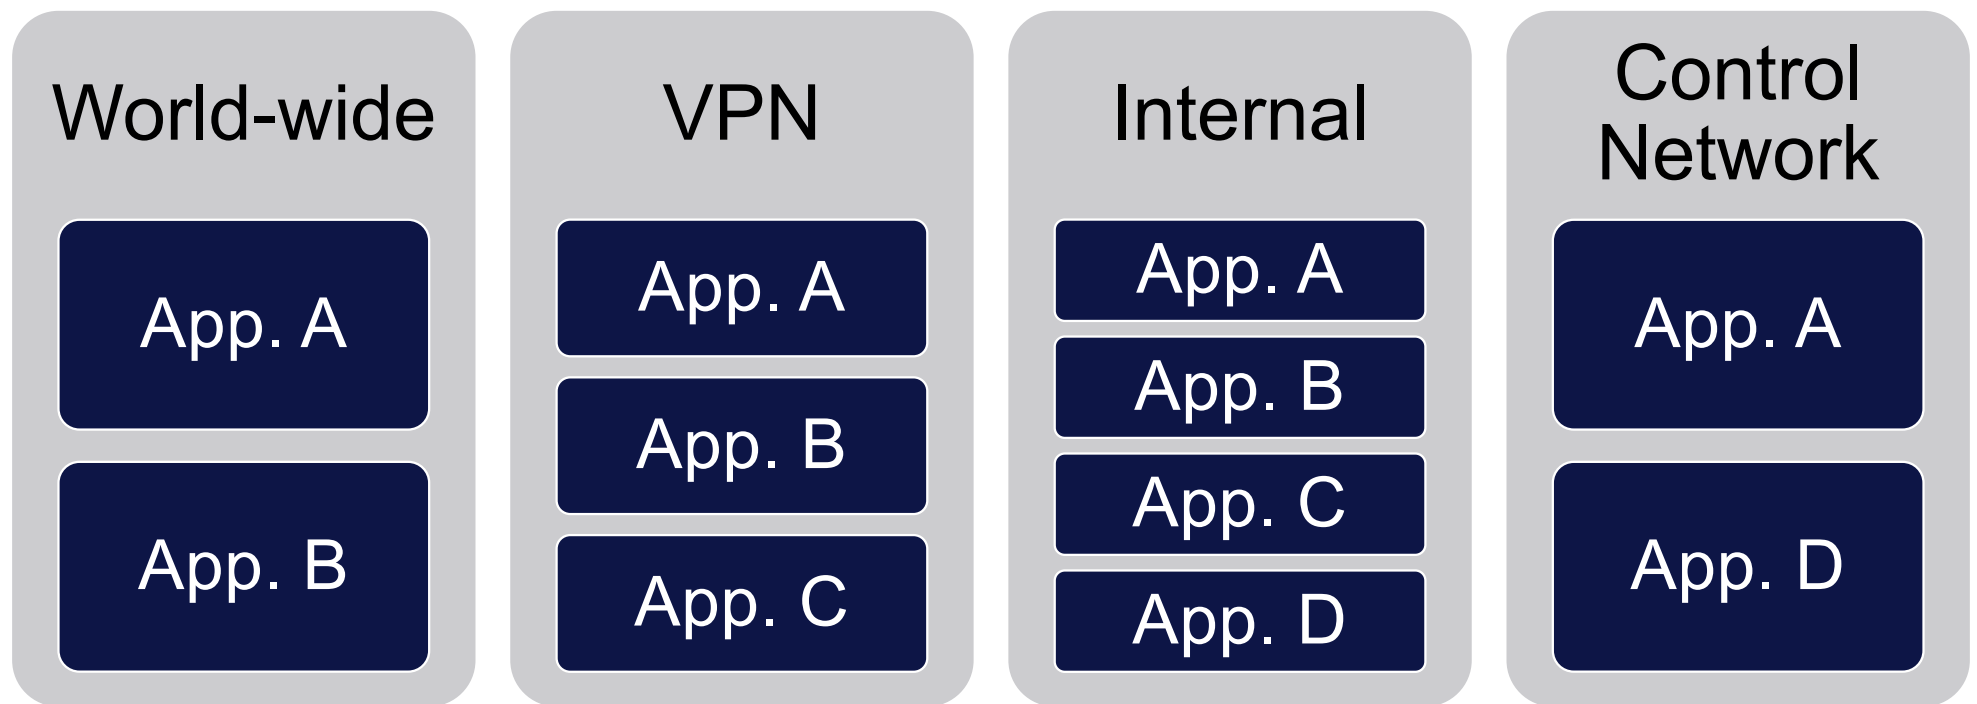 World-wide
App. A
App. B
VPN
App. A
App. B
App. C
Internal
App. A
App. B
App. C
App. D
Control
Network
App. A
App. D